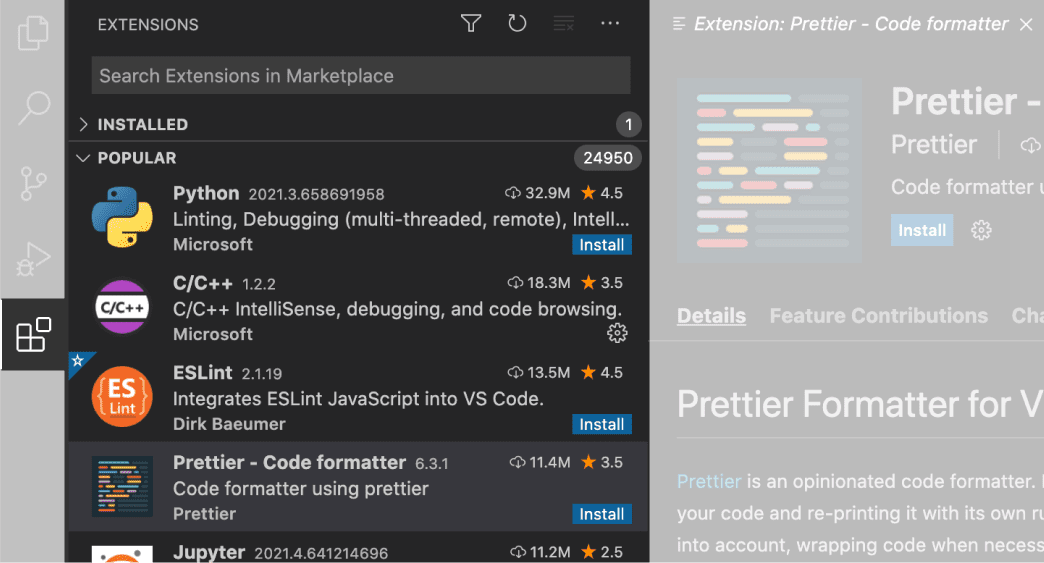 EXTENSIONS
Search Extensions in Marketplace
INSTALLED 1
POPULAR 24950
Python 2021.3.658691958 32.9M 4.5
Linting, Debugging (multi-threaded, remote), Intell...
Microsoft Install
C/C++
C/C++ 1.2.2 18.3M 3.5
C/C++ IntelliSense, debugging, and code browsing.
Microsoft
ES
Lint
ESLint 2.1.19 13.5M 4.5
Integrates ESLint JavaScript into VS Code.
Dirk Baeumer Install
Prettier - Code formatter 6.3.1 11.4M 3.5
Code formatter using prettier
Prettier Install
Jupyter 2021.4.641214696 11.2M 2.5
Extension: Prettier - Code formatter
Prettier -
Prettier
Code formatter u
Install
Details Feature Contributions Cha
Prettier Formatter for V
Prettier is an opinionated code formatter.
your code and re-printing it with its own ru
into account, wrapping code when necess